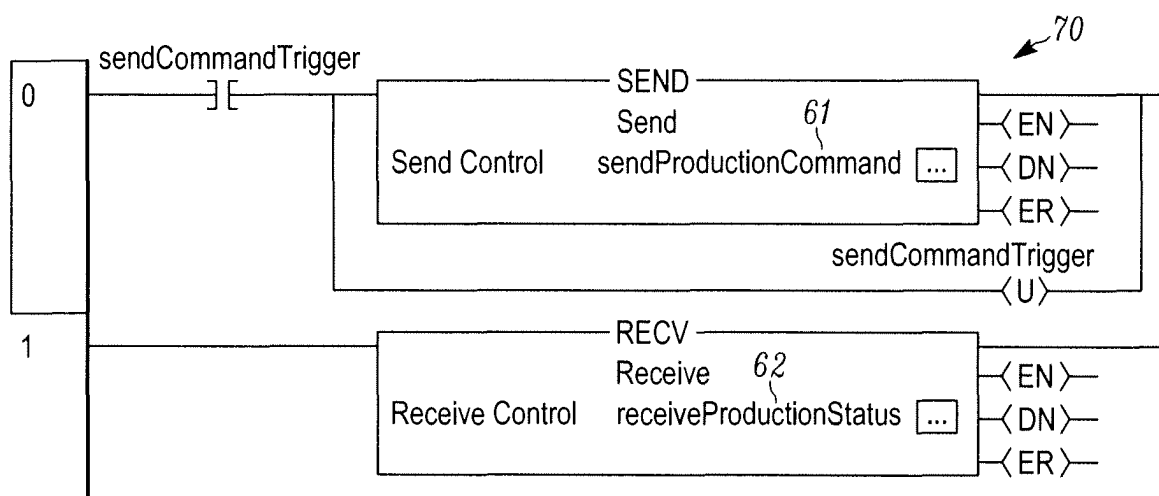 70
sendCommandTrigger
0
SEND
Send
61
EN
Send Control sendProductionCommand ... DN
ER
sendCommandTrigger
U
1
RECV
Receive
62
EN
Receive Control receiveProductionStatus ... DN
ER